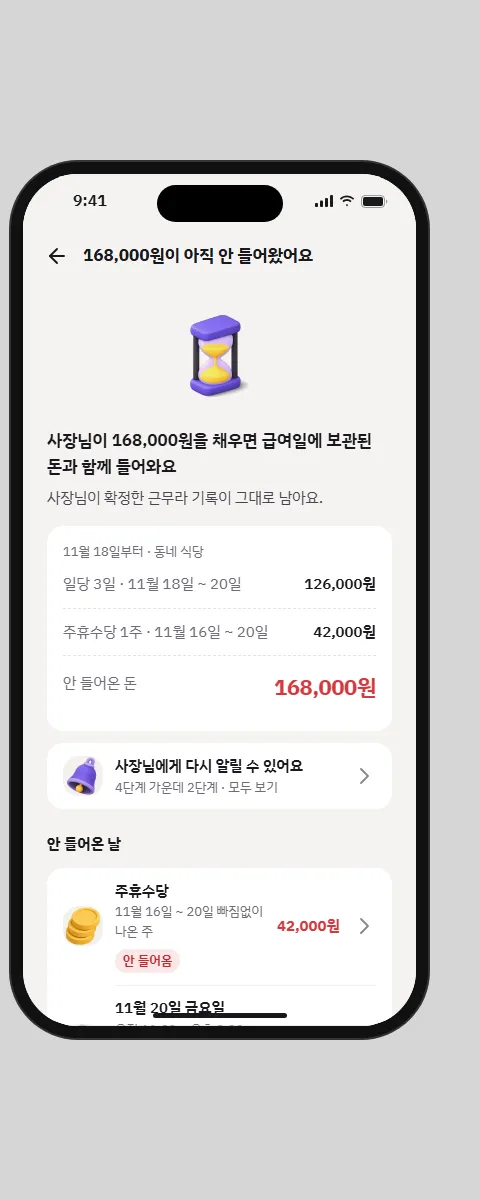 9:41
168,000원이 아직 안 들어왔어요
사장님이 168,000원을 채우면 급여일에 보관된
돈과 함께 들어와요
사장님이 확정한 근무라 기록이 그대로 남아요.
11월 18일부터 · 동네 식당
일당 3일 · 11월 18일 ~ 20일 126,000원
주휴수당 1주 · 11월 16일 ~ 20일 42,000원
안 들어온 돈 168,000원
사장님에게 다시 알릴 수 있어요
4단계 가운데 2단계 · 모두 보기
안 들어온 날
주휴수당
11월 16일 ~ 20일 빠짐없이
나온 주
42,000원
안 들어옴
11월 20일 금요일